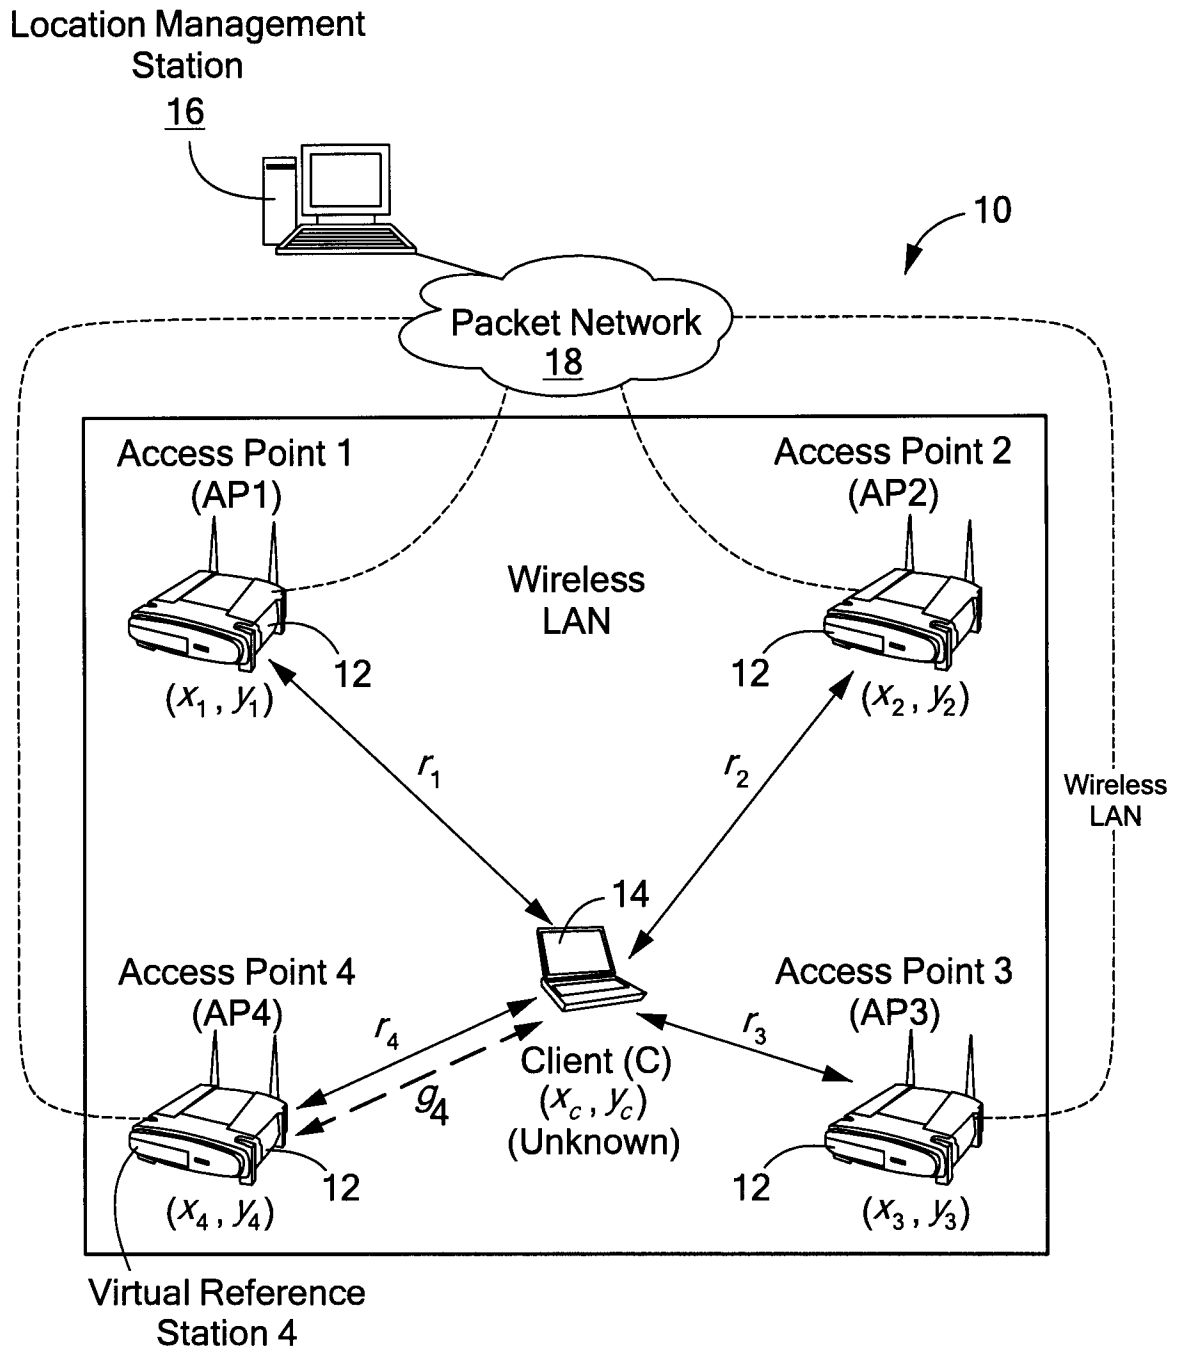 Location Management
Station
16
10
Packet Network
18
Access Point 1
(AP1)
Access Point 2
(AP2)
Wireless
LAN
12
12
(x₁ , y₁)
(x₂ , y₂)
r₁
r₂
Wireless
LAN
14
Access Point 4
(AP4)
Access Point 3
(AP3)
r₄
r₃
g₄
Client (C)
(x_c , y_c)
(Unknown)
12
12
(x₄ , y₄)
(x₃ , y₃)
Virtual Reference
Station 4